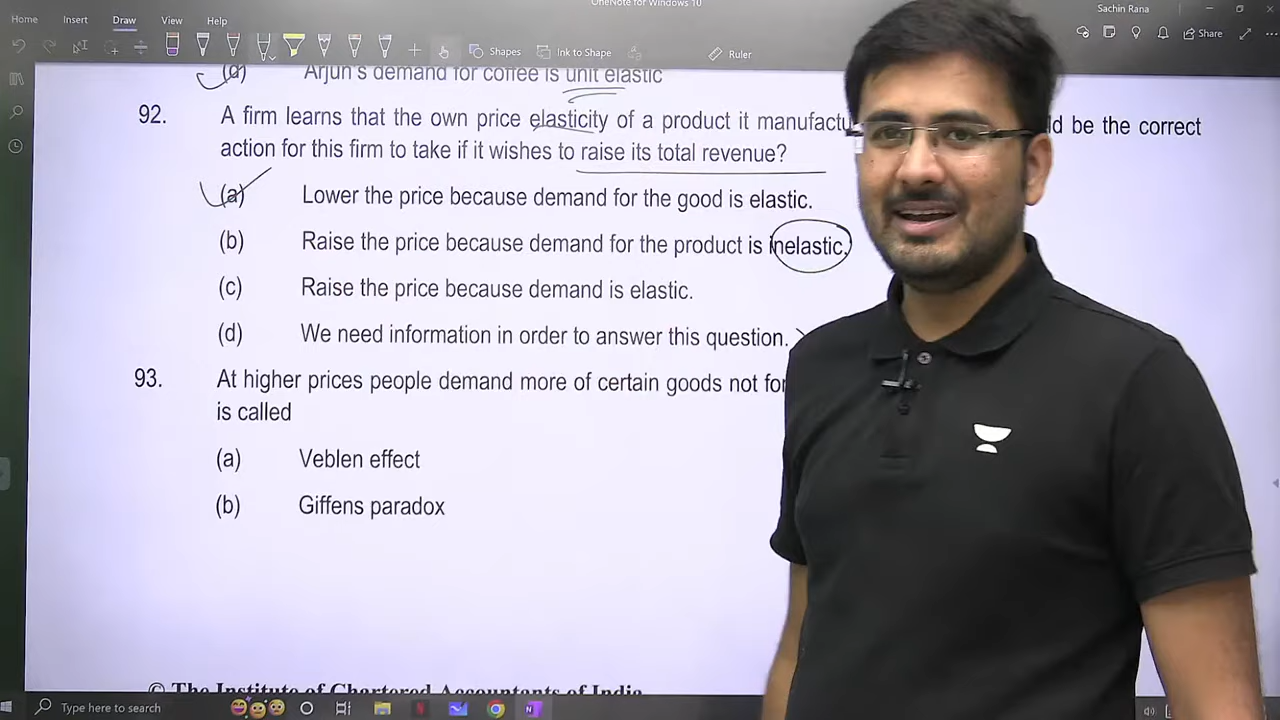 OneNote for Windows 10
Sachin Rana
Home Insert Draw View Help
Shapes Ink to Shape Ruler Share
(d) Arjun's demand for coffee is unit elastic
92. A firm learns that the own price elasticity of a product it manufactu d be the correct
action for this firm to take if it wishes to raise its total revenue?
(a) Lower the price because demand for the good is elastic.
(b) Raise the price because demand for the product is inelastic.
(c) Raise the price because demand is elastic.
(d) We need information in order to answer this question.
93. At higher prices people demand more of certain goods not for
is called
(a) Veblen effect
(b) Giffens paradox
© The Institute of Chartered Accountants of India
Type here to search